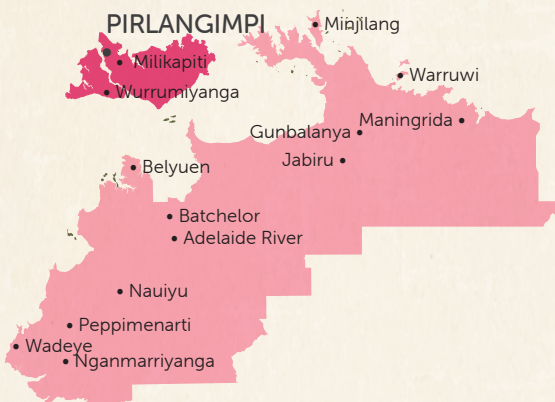 PIRLANGIMPI
Minjilang
Milikapiti
Warruwi
Wurrumiyanga
Maningrida
Gunbalanya
Jabiru
Belyuen
Batchelor
Adelaide River
Nauiyu
Peppimenarti
Wadeye
Nganmarriyanga